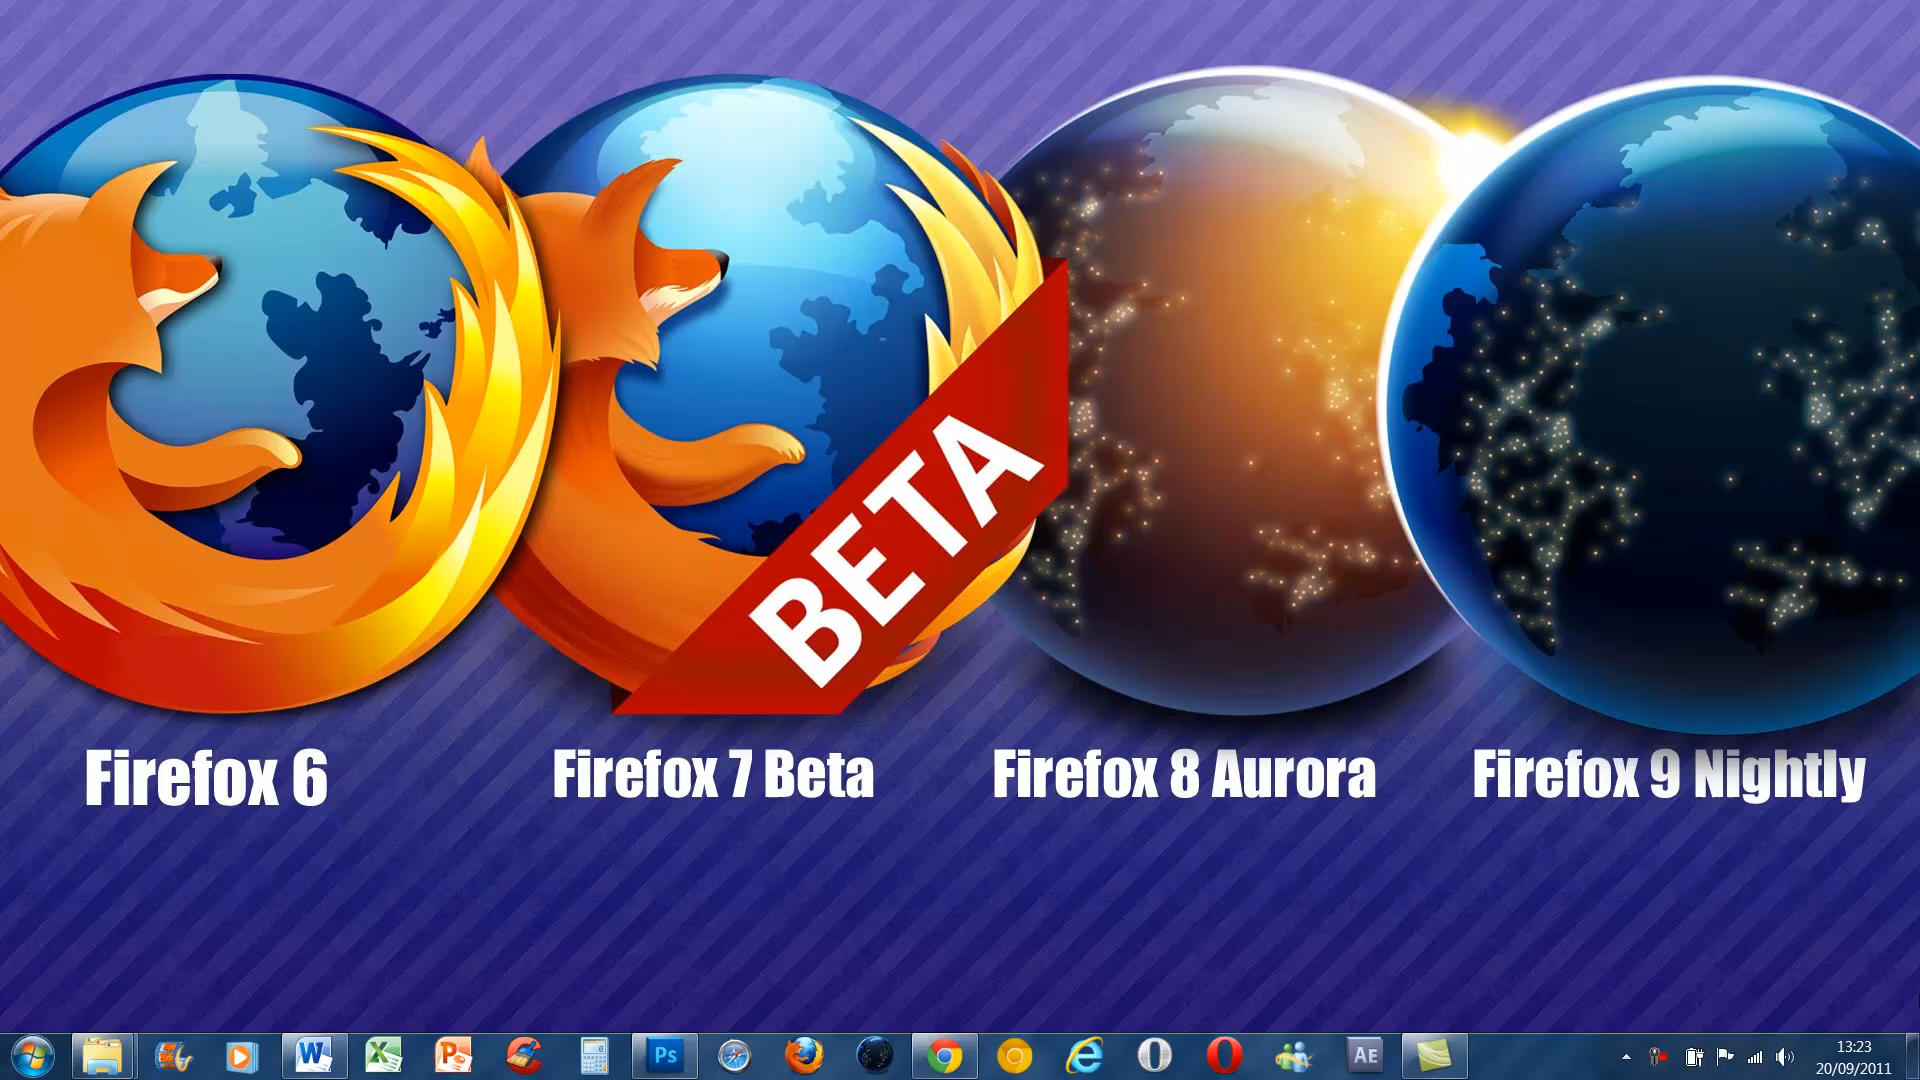 BETA
Firefox 6
Firefox 7 Beta
Firefox 8 Aurora
Firefox 9 Nightly
W
X
P
Ps
AE
13:23
20/09/2011